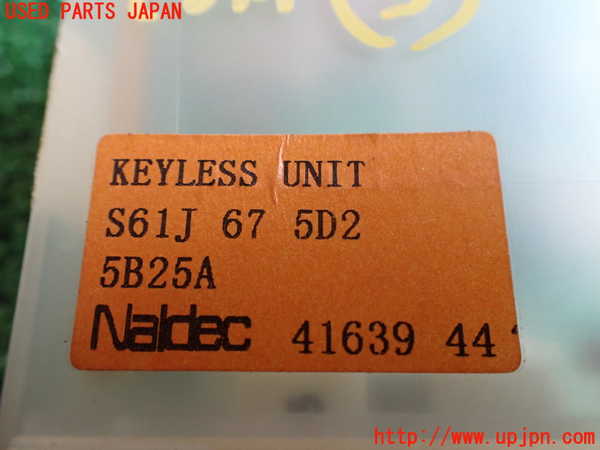 USED PARTS JAPAN
KEYLESS UNIT
S61J 67 5D2
5B25A
Naldec 41639 44
http://www.upjpn.com/